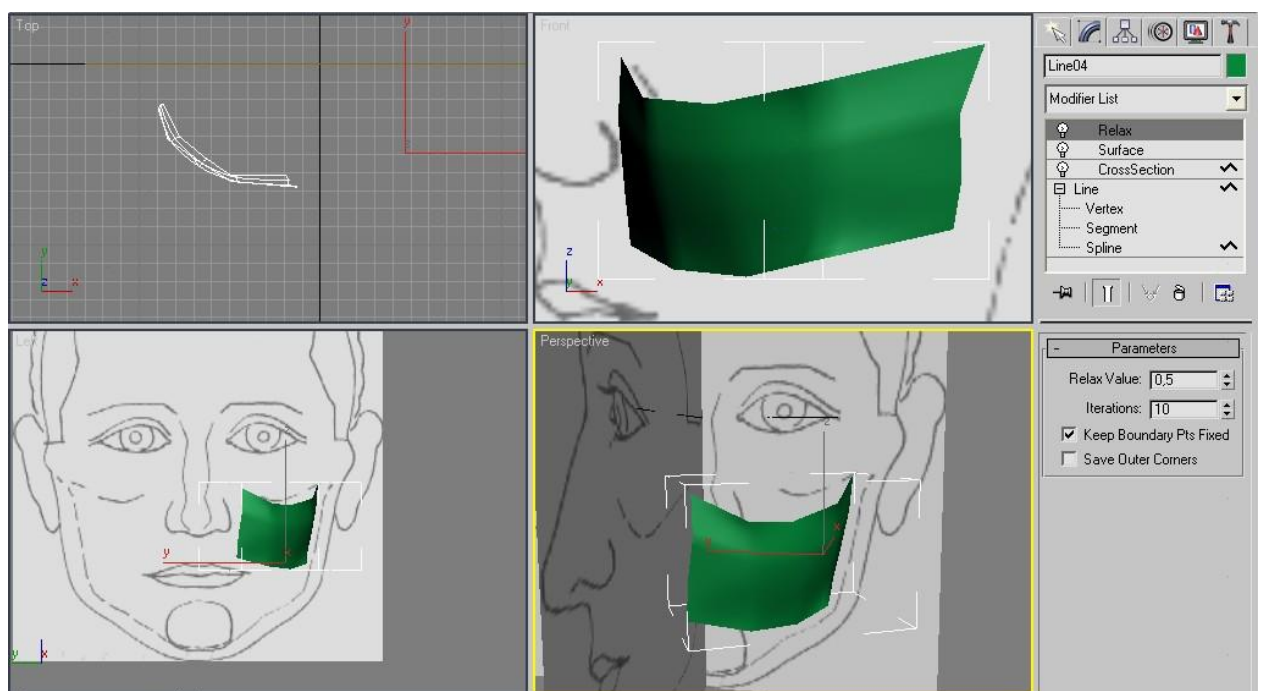 Top
Front
Line04
Modifier List
Relax
Surface
CrossSection
Line
Vertex
Segment
Spline
y
z
x
y
z
x
Left
Perspective
- Parameters
Relax Value: 0,5
Iterations: 10
Keep Boundary Pts Fixed
Save Outer Corners
z
x
y
x
y
y
x